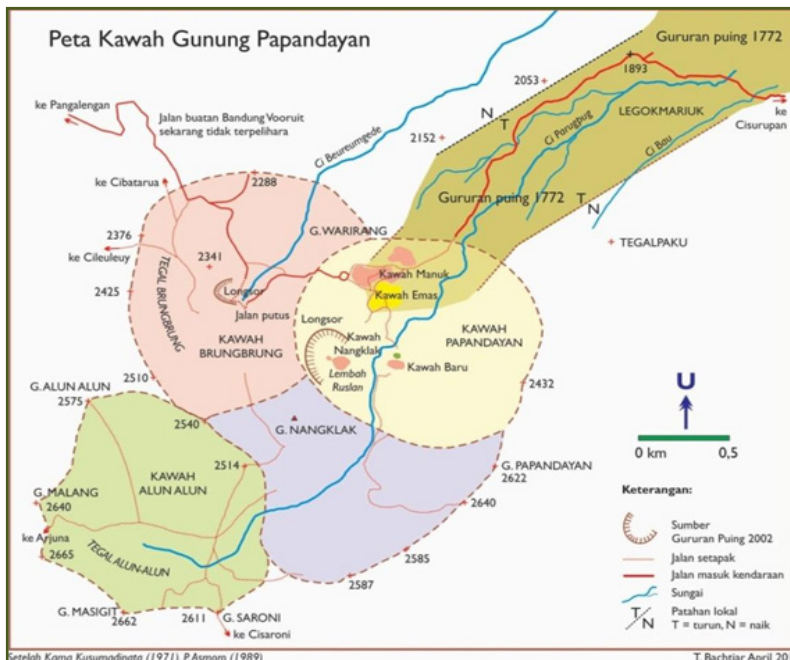 Peta Kawah Gunung Papandayan
Gururan puing 1772
1893
2053
N
T
LEGOKMARIUK
ke
Cisurupan
ke Pangalengan
Jalan buatan Bandung Vooruit
sekarang tidak terpelihara
Ci Beureumgede
2152
Ci Parugpug
Ci Bau
ke Cibatarua
2288
Gururan puing 1772
T
N
2376
G. WARIRANG
TEGALPAKU
ke Cileuleuy
2341
TEGAL BRUNGBRUNG
Kawah Manuk
2425
Longsor
Kawah Emas
Jalan putus
Longsor
KAWAH
BRUNGBRUNG
Kawah
Nangklak
KAWAH
PAPANDAYAN
Lembah
Ruslan
Kawah Baru
2510
2432
G. ALUN ALUN
2575
U
2540
G. NANGKLAK
0 km
0,5
KAWAH
ALUN ALUN
2514
G. PAPANDAYAN
2622
G. MALANG
2640
2640
ke Arjuna
2665
TEGAL ALUN-ALUN
2585
2587
G. MASIGIT
2662
2611
G. SARONI
ke Cisaroni
Keterangan:
Sumber
Gururan Puing 2002
Jalan setapak
Jalan masuk kendaraan
Sungai
T
N
Patahan lokal
T = turun, N = naik
Setelah Kama Kusumadinata (1971), P. Asmoro (1989)
T. Bachtiar April 20